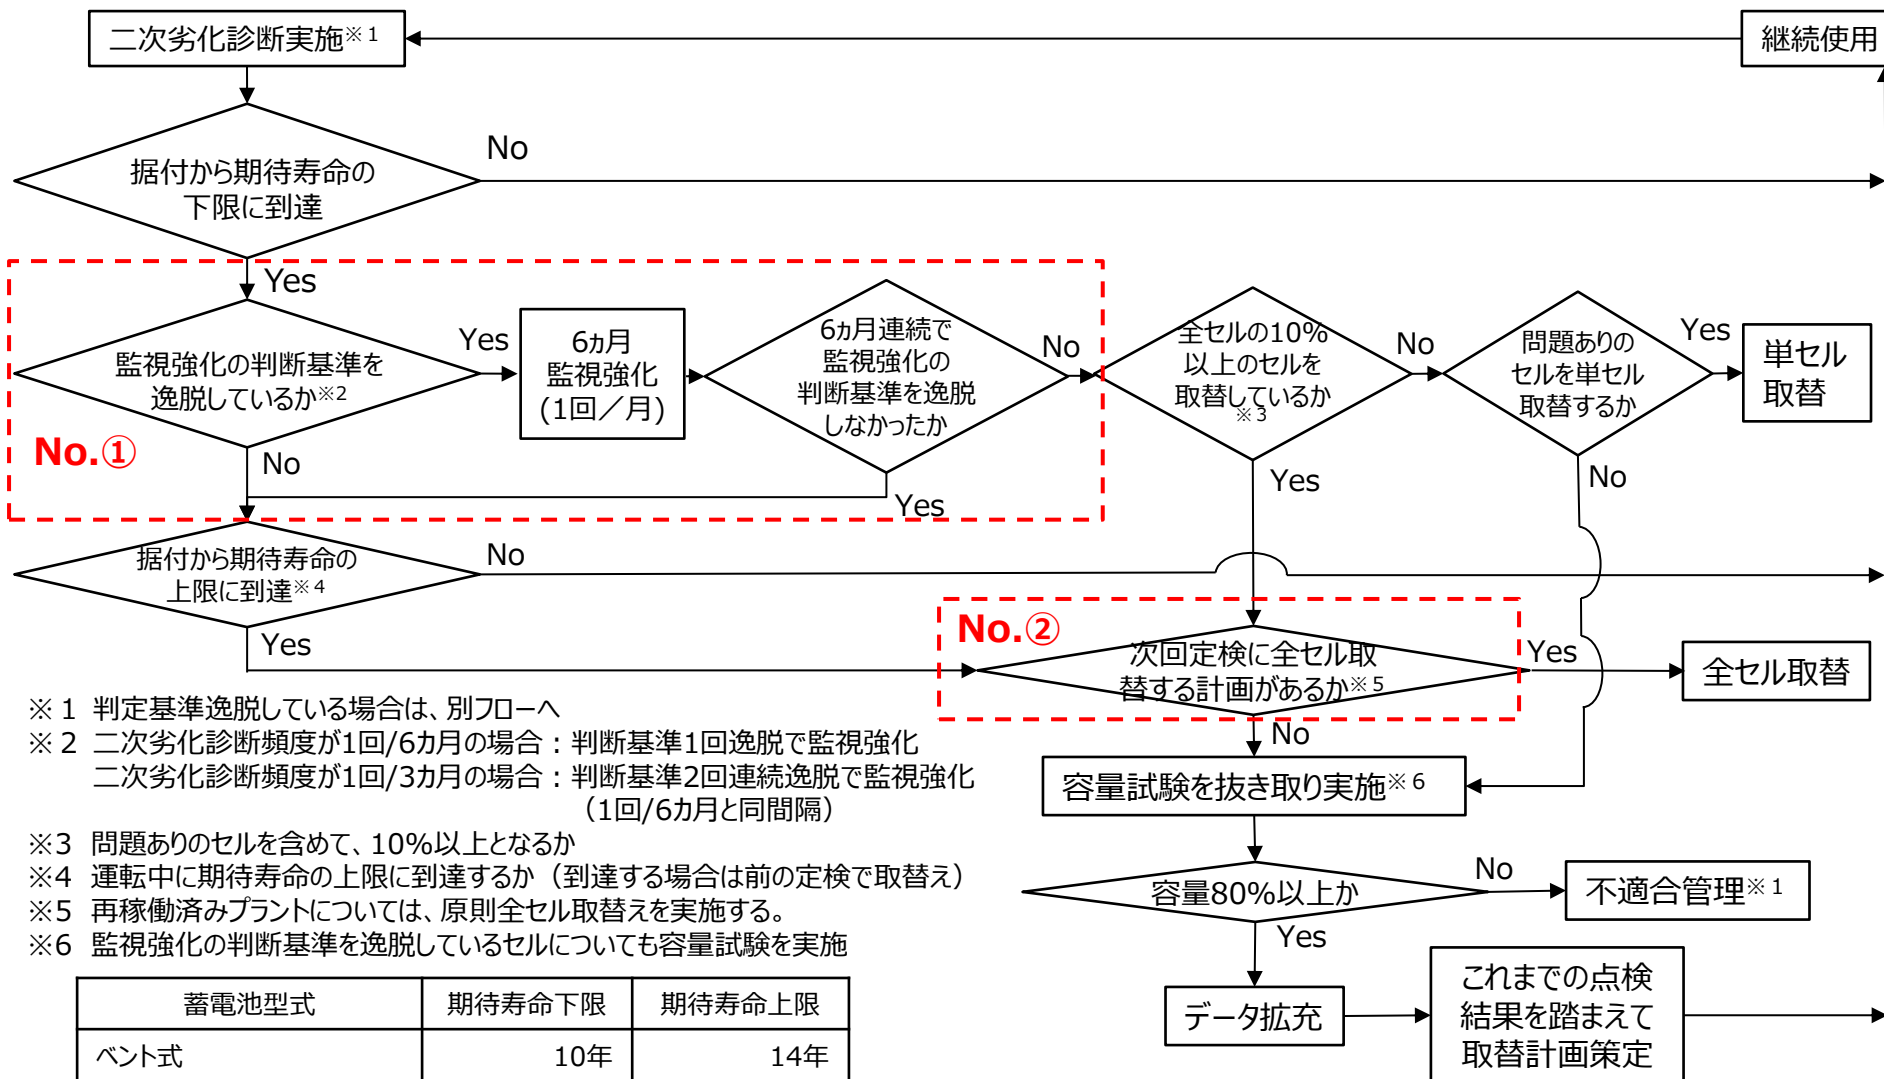 二次劣化診断実施※1
継続使用
据付から期待寿命の
下限に到達
No
Yes
監視強化の判断基準を
逸脱しているか※2
Yes
6ヵ月
監視強化
(1回／月)
6ヵ月連続で
監視強化の
判断基準を逸脱
しなかったか
No
全セルの10%
以上のセルを
取替しているか
※3
No
問題ありの
セルを単セル
取替するか
Yes
単セル
取替
No.①
No
Yes
Yes
No
据付から期待寿命の
上限に到達※4
No
Yes
No.②
次回定検に全セル取
替する計画があるか※5
Yes
全セル取替
No
容量試験を抜き取り実施※6
容量80%以上か
No
不適合管理※1
Yes
データ拡充
これまでの点検
結果を踏まえて
取替計画策定
※1 判定基準逸脱している場合は、別フローへ
※2 二次劣化診断頻度が1回/6カ月の場合：判断基準1回逸脱で監視強化
二次劣化診断頻度が1回/3カ月の場合：判断基準2回連続逸脱で監視強化
（1回/6カ月と同間隔）
※3 問題ありのセルを含めて、10%以上となるか
※4 運転中に期待寿命の上限に到達するか（到達する場合は前の定検で取替え）
※5 再稼働済みプラントについては、原則全セル取替えを実施する。
※6 監視強化の判断基準を逸脱しているセルについても容量試験を実施
蓄電池型式 期待寿命下限 期待寿命上限
ベント式 10年 14年